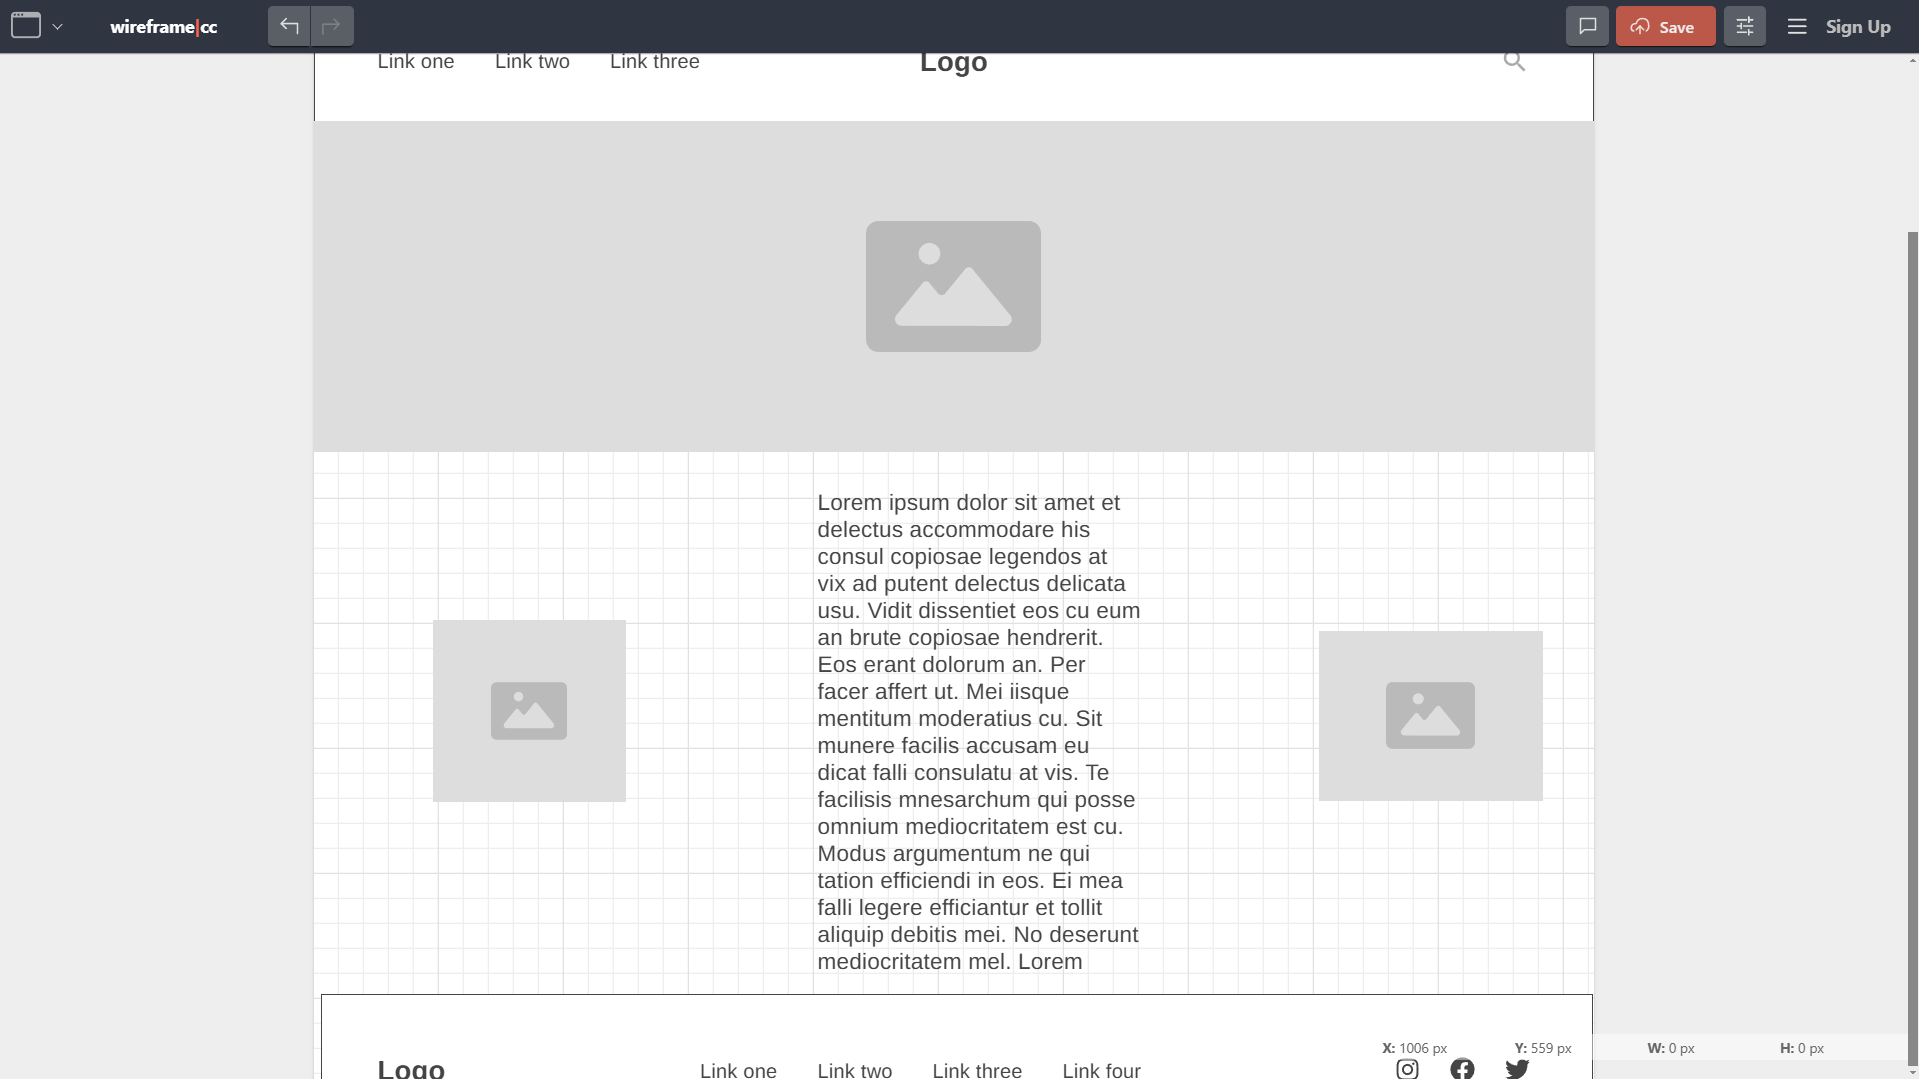 wireframe|cc
Save
Sign Up
Link one Link two Link three Logo
Lorem ipsum dolor sit amet et
delectus accommodare his
consul copiosae legendos at
vix ad putent delectus delicata
usu. Vidit dissentiet eos cu eum
an brute copiosae hendrerit.
Eos erant dolorum an. Per
facer affert ut. Mei iisque
mentitum moderatius cu. Sit
munere facilis accusam eu
dicat falli consulatu at vis. Te
facilisis mnesarchum qui posse
omnium mediocritatem est cu.
Modus argumentum ne qui
tation efficiendi in eos. Ei mea
falli legere efficiantur et tollit
aliquip debitis mei. No deserunt
mediocritatem mel. Lorem
X: 1006 px Y: 559 px W: 0 px H: 0 px
Logo Link one Link two Link three Link four